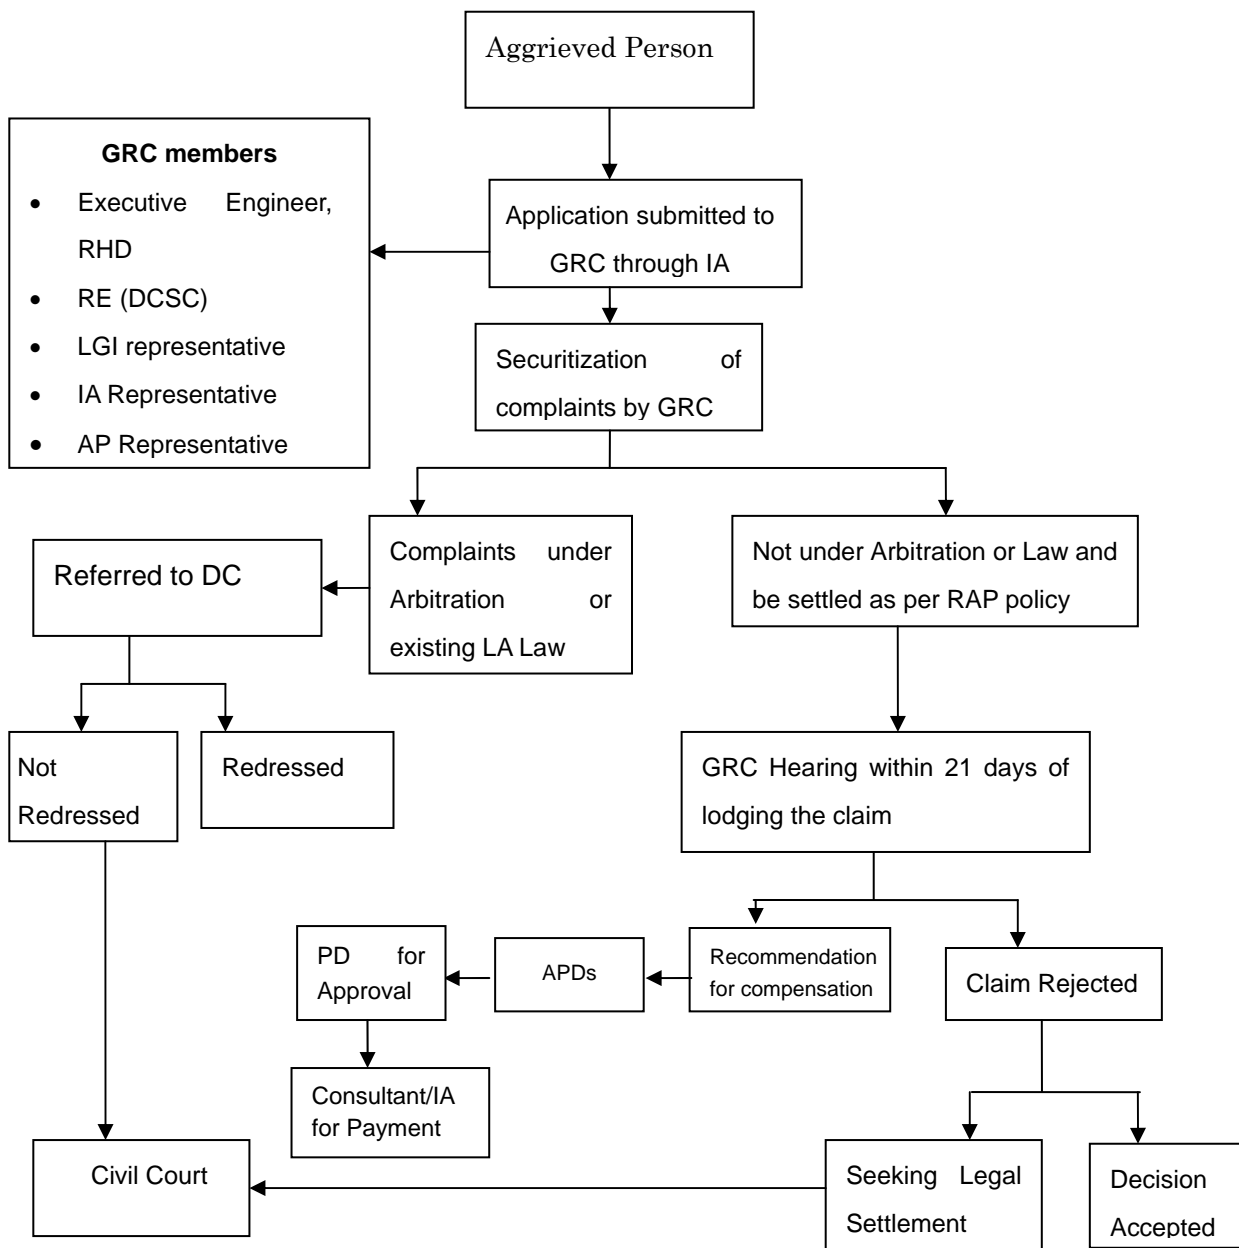 Aggrieved Person
GRC members
• Executive Engineer,
RHD
• RE (DCSC)
• LGI representative
• IA Representative
• AP Representative
Application submitted to
GRC through IA
Securitization of
complaints by GRC
Referred to DC
Complaints under
Arbitration or
existing LA Law
Not under Arbitration or Law and
be settled as per RAP policy
Not
Redressed
Redressed
GRC Hearing within 21 days of
lodging the claim
PD for
Approval
APDs
Recommendation
for compensation
Claim Rejected
Consultant/IA
for Payment
Civil Court
Seeking Legal
Settlement
Decision
Accepted